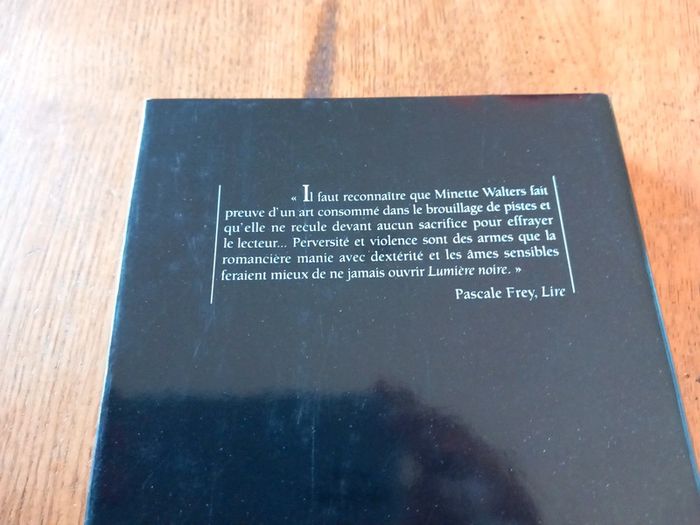 « Il faut reconnaître que Minette Walters fait
preuve d'un art consommé dans le brouillage de pistes et
qu'elle ne recule devant aucun sacrifice pour effrayer
le lecteur... Perversité et violence sont des armes que la
romancière manie avec dextérité et les âmes sensibles
feraient mieux de ne jamais ouvrir Lumière noire. »
Pascale Frey, Lire